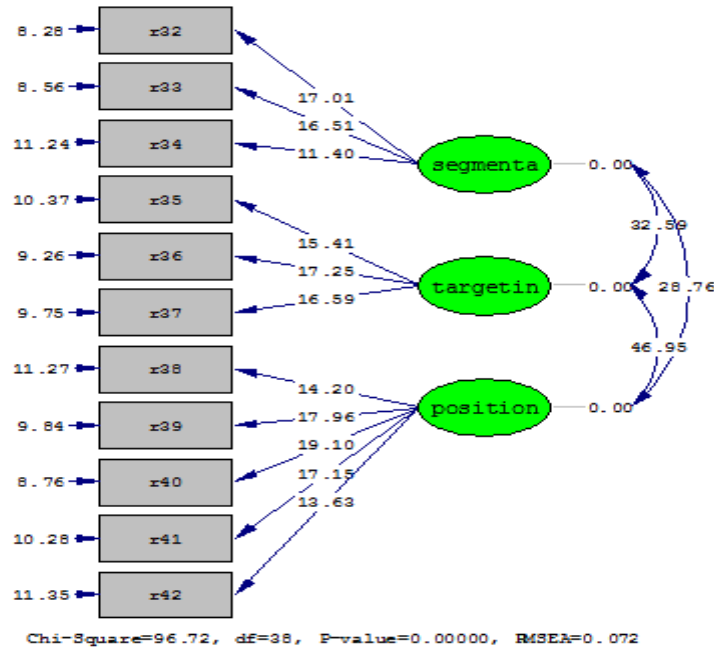 8.28 r32
8.56 r33
17.01
16.51
11.24 r34
11.40
segmenta 0.00
10.37 r35
32.59
15.41
9.26 r36
17.25
targetin 0.00 28.76
16.59
9.75 r37
46.95
11.27 r38
14.20
position 0.00
17.96
9.84 r39
19.10
17.15
8.76 r40
13.63
10.28 r41
11.35 r42
Chi-Square=96.72, df=38, P-value=0.00000, RMSEA=0.072